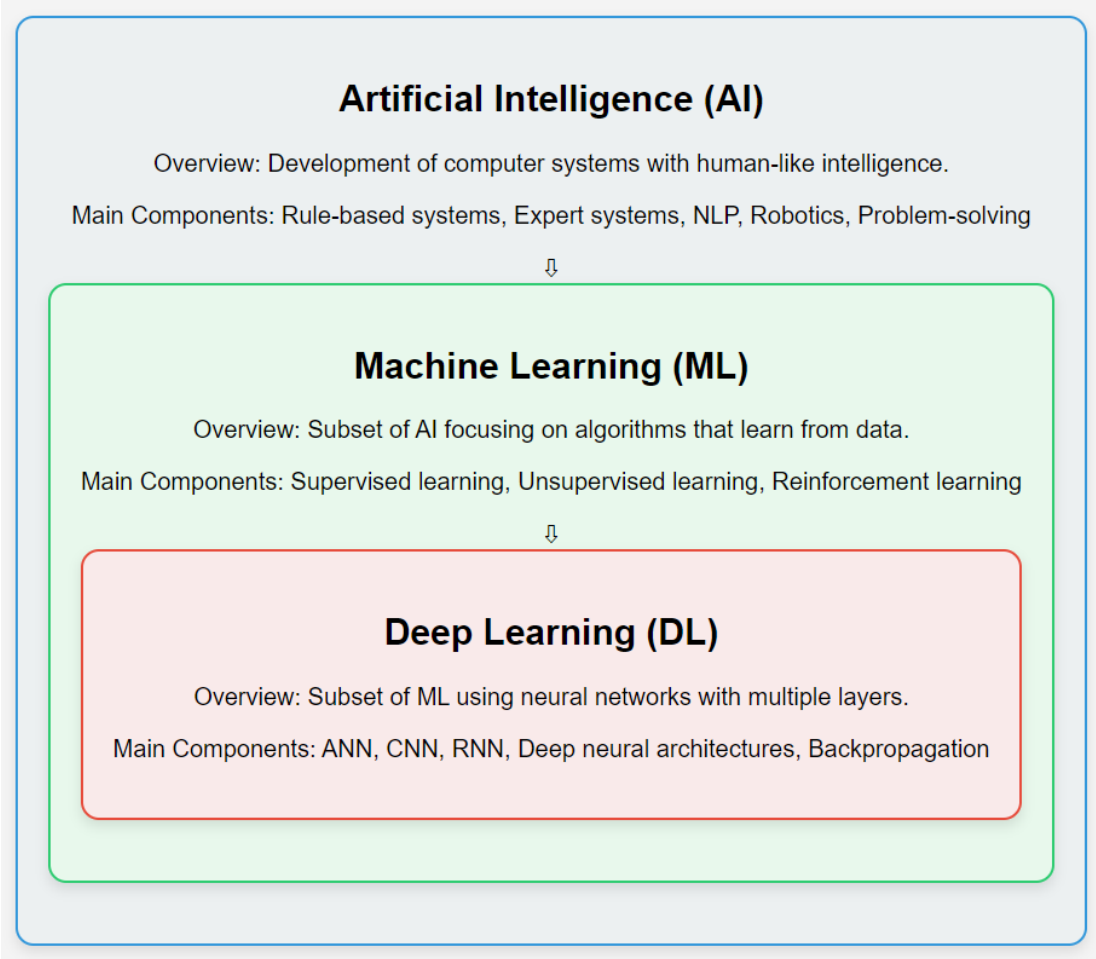 Artificial Intelligence (AI)
Overview: Development of computer systems with human-like intelligence.
Main Components: Rule-based systems, Expert systems, NLP, Robotics, Problem-solving
⇩
Machine Learning (ML)
Overview: Subset of AI focusing on algorithms that learn from data.
Main Components: Supervised learning, Unsupervised learning, Reinforcement learning
⇩
Deep Learning (DL)
Overview: Subset of ML using neural networks with multiple layers.
Main Components: ANN, CNN, RNN, Deep neural architectures, Backpropagation